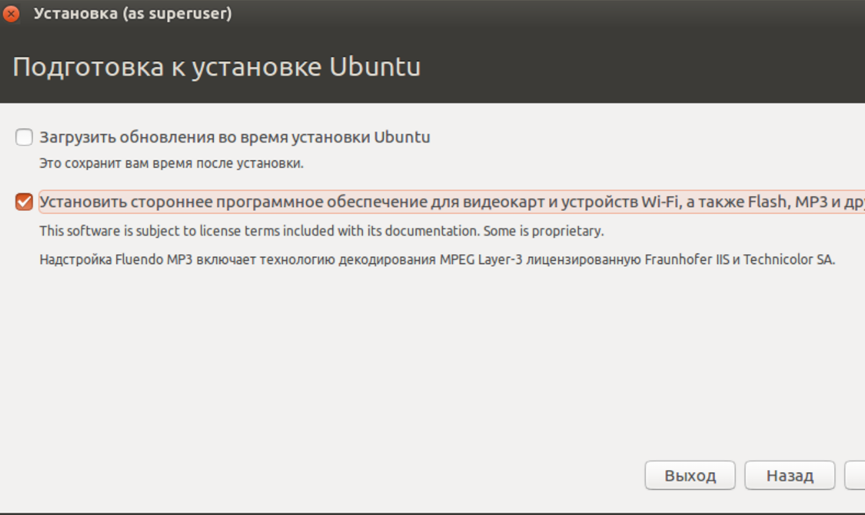 Установка (as superuser)
Подготовка к установке Ubuntu
Загрузить обновления во время установки Ubuntu
Это сохранит вам время после установки.
Установить стороннее программное обеспечение для видеокарт и устройств Wi-Fi, а также Flash, MP3 и
This software is subject to license terms included with its documentation. Some is proprietary.
Надстройка Fluendo MP3 включает технологию декодирования MPEG Layer-3 лицензированную Fraunhofer IIS и Technicolor SA.
Выход
Назад